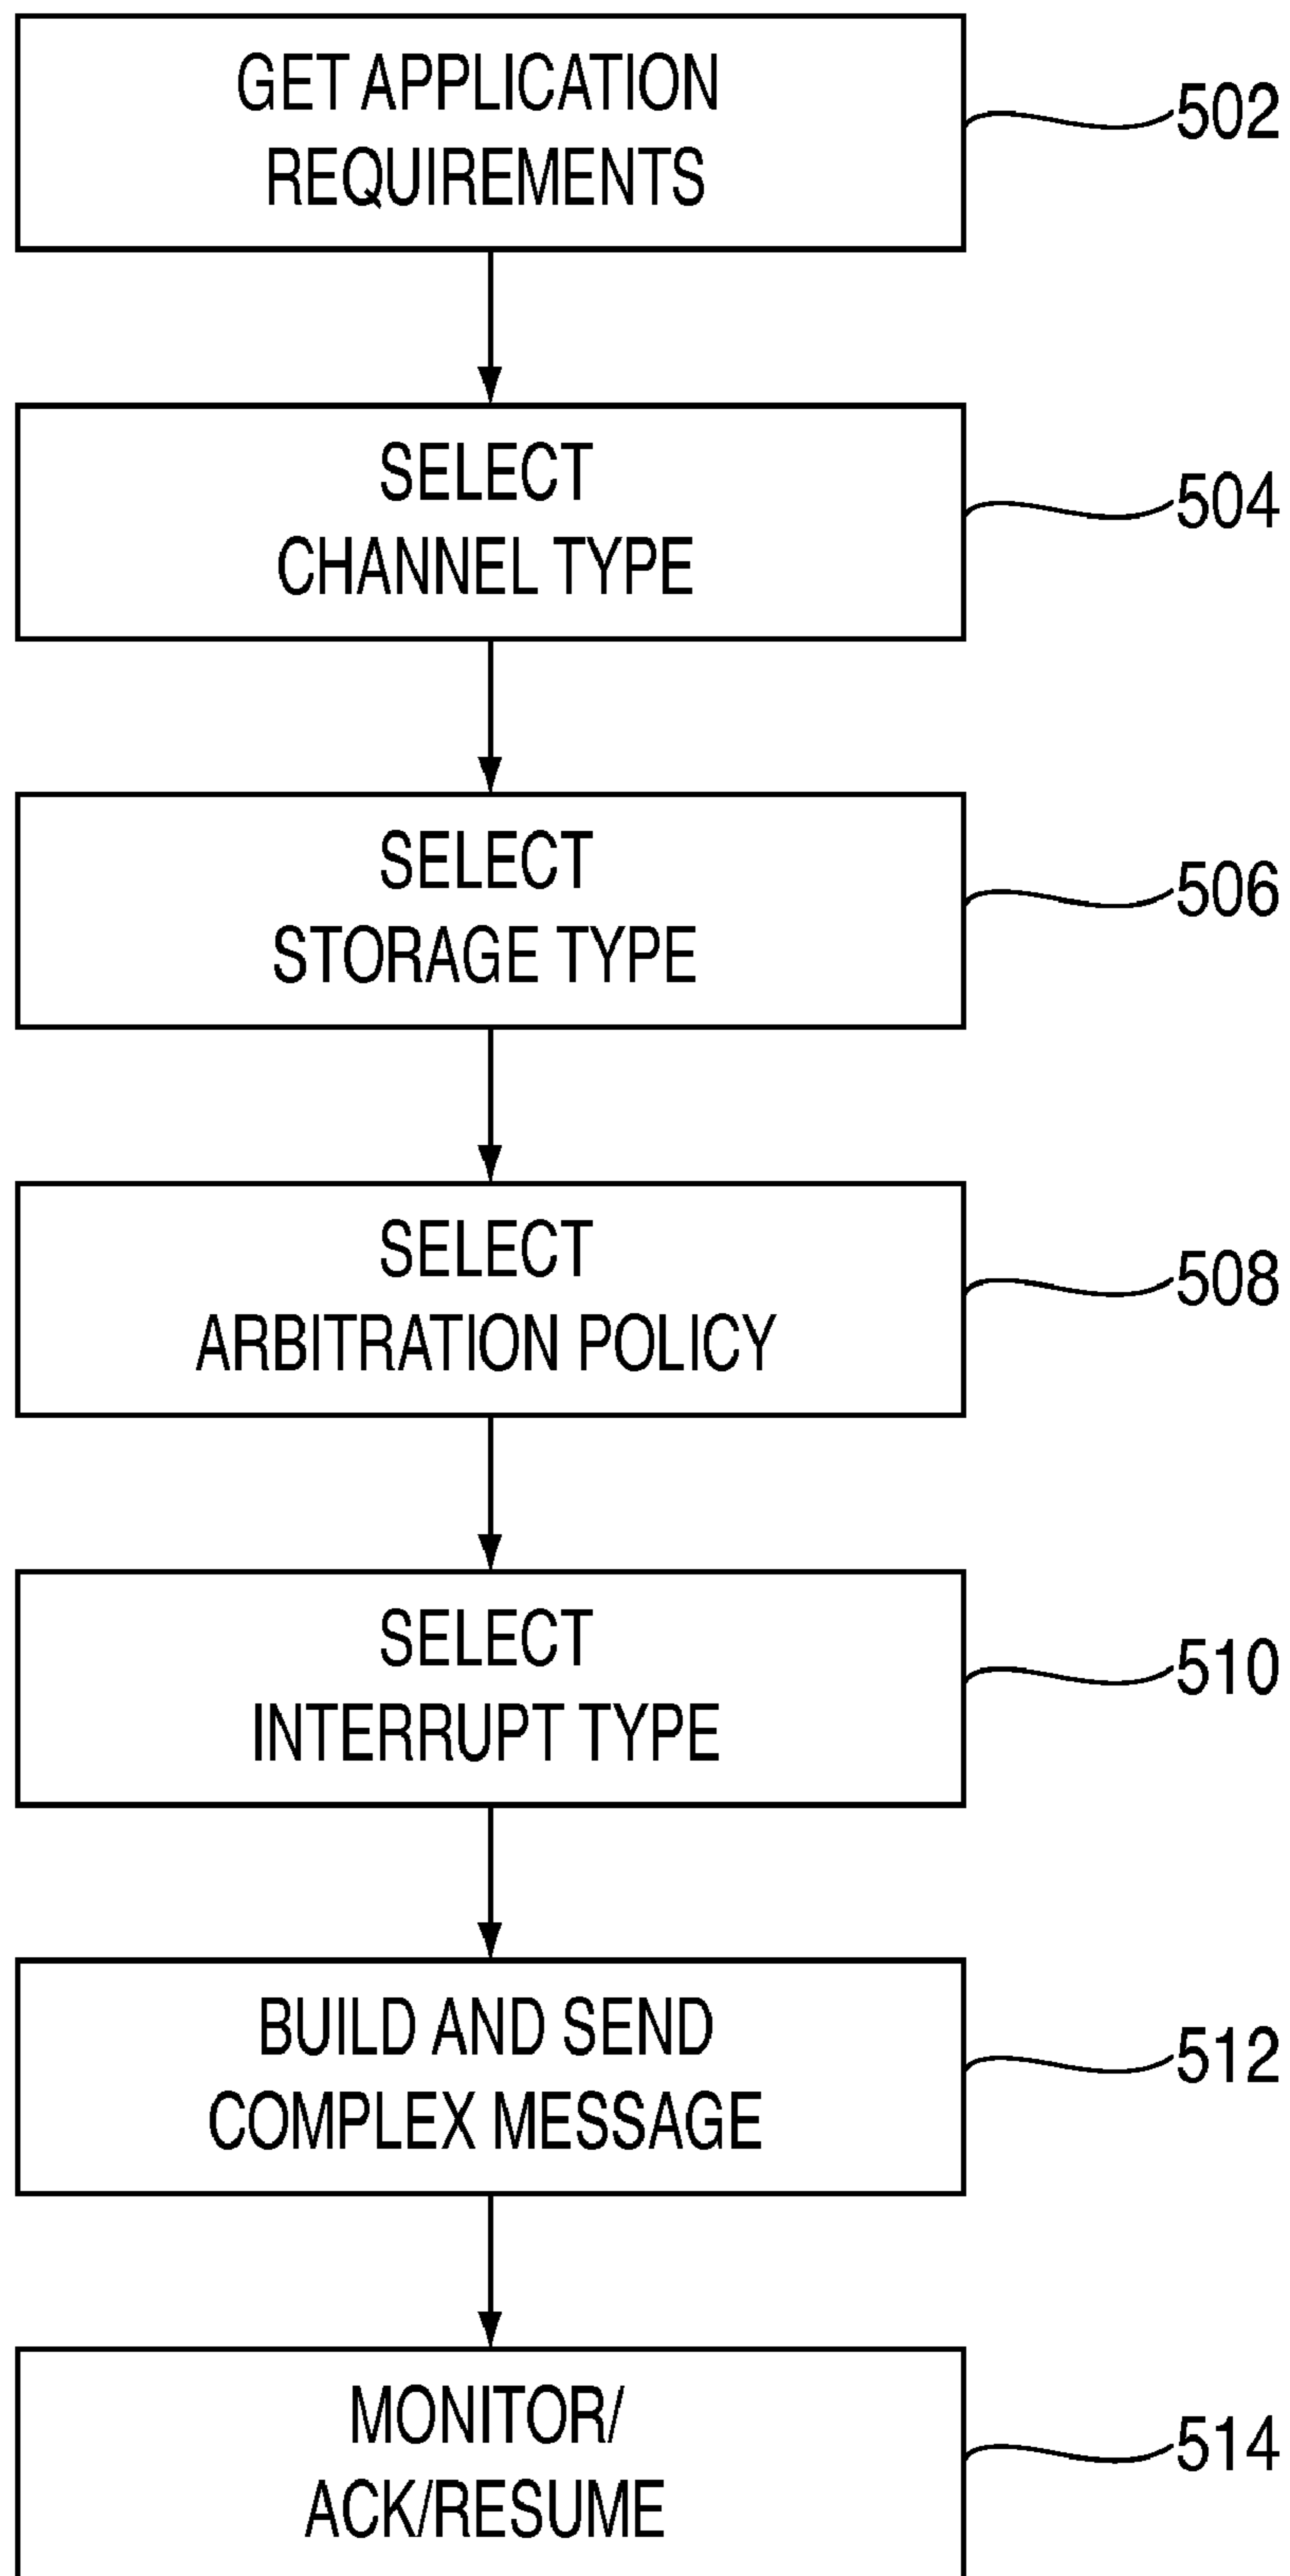 GET APPLICATION
REQUIREMENTS
502
SELECT
CHANNEL TYPE
504
SELECT
STORAGE TYPE
506
SELECT
ARBITRATION POLICY
508
SELECT
INTERRUPT TYPE
510
BUILD AND SEND
COMPLEX MESSAGE
512
MONITOR/
ACK/RESUME
514